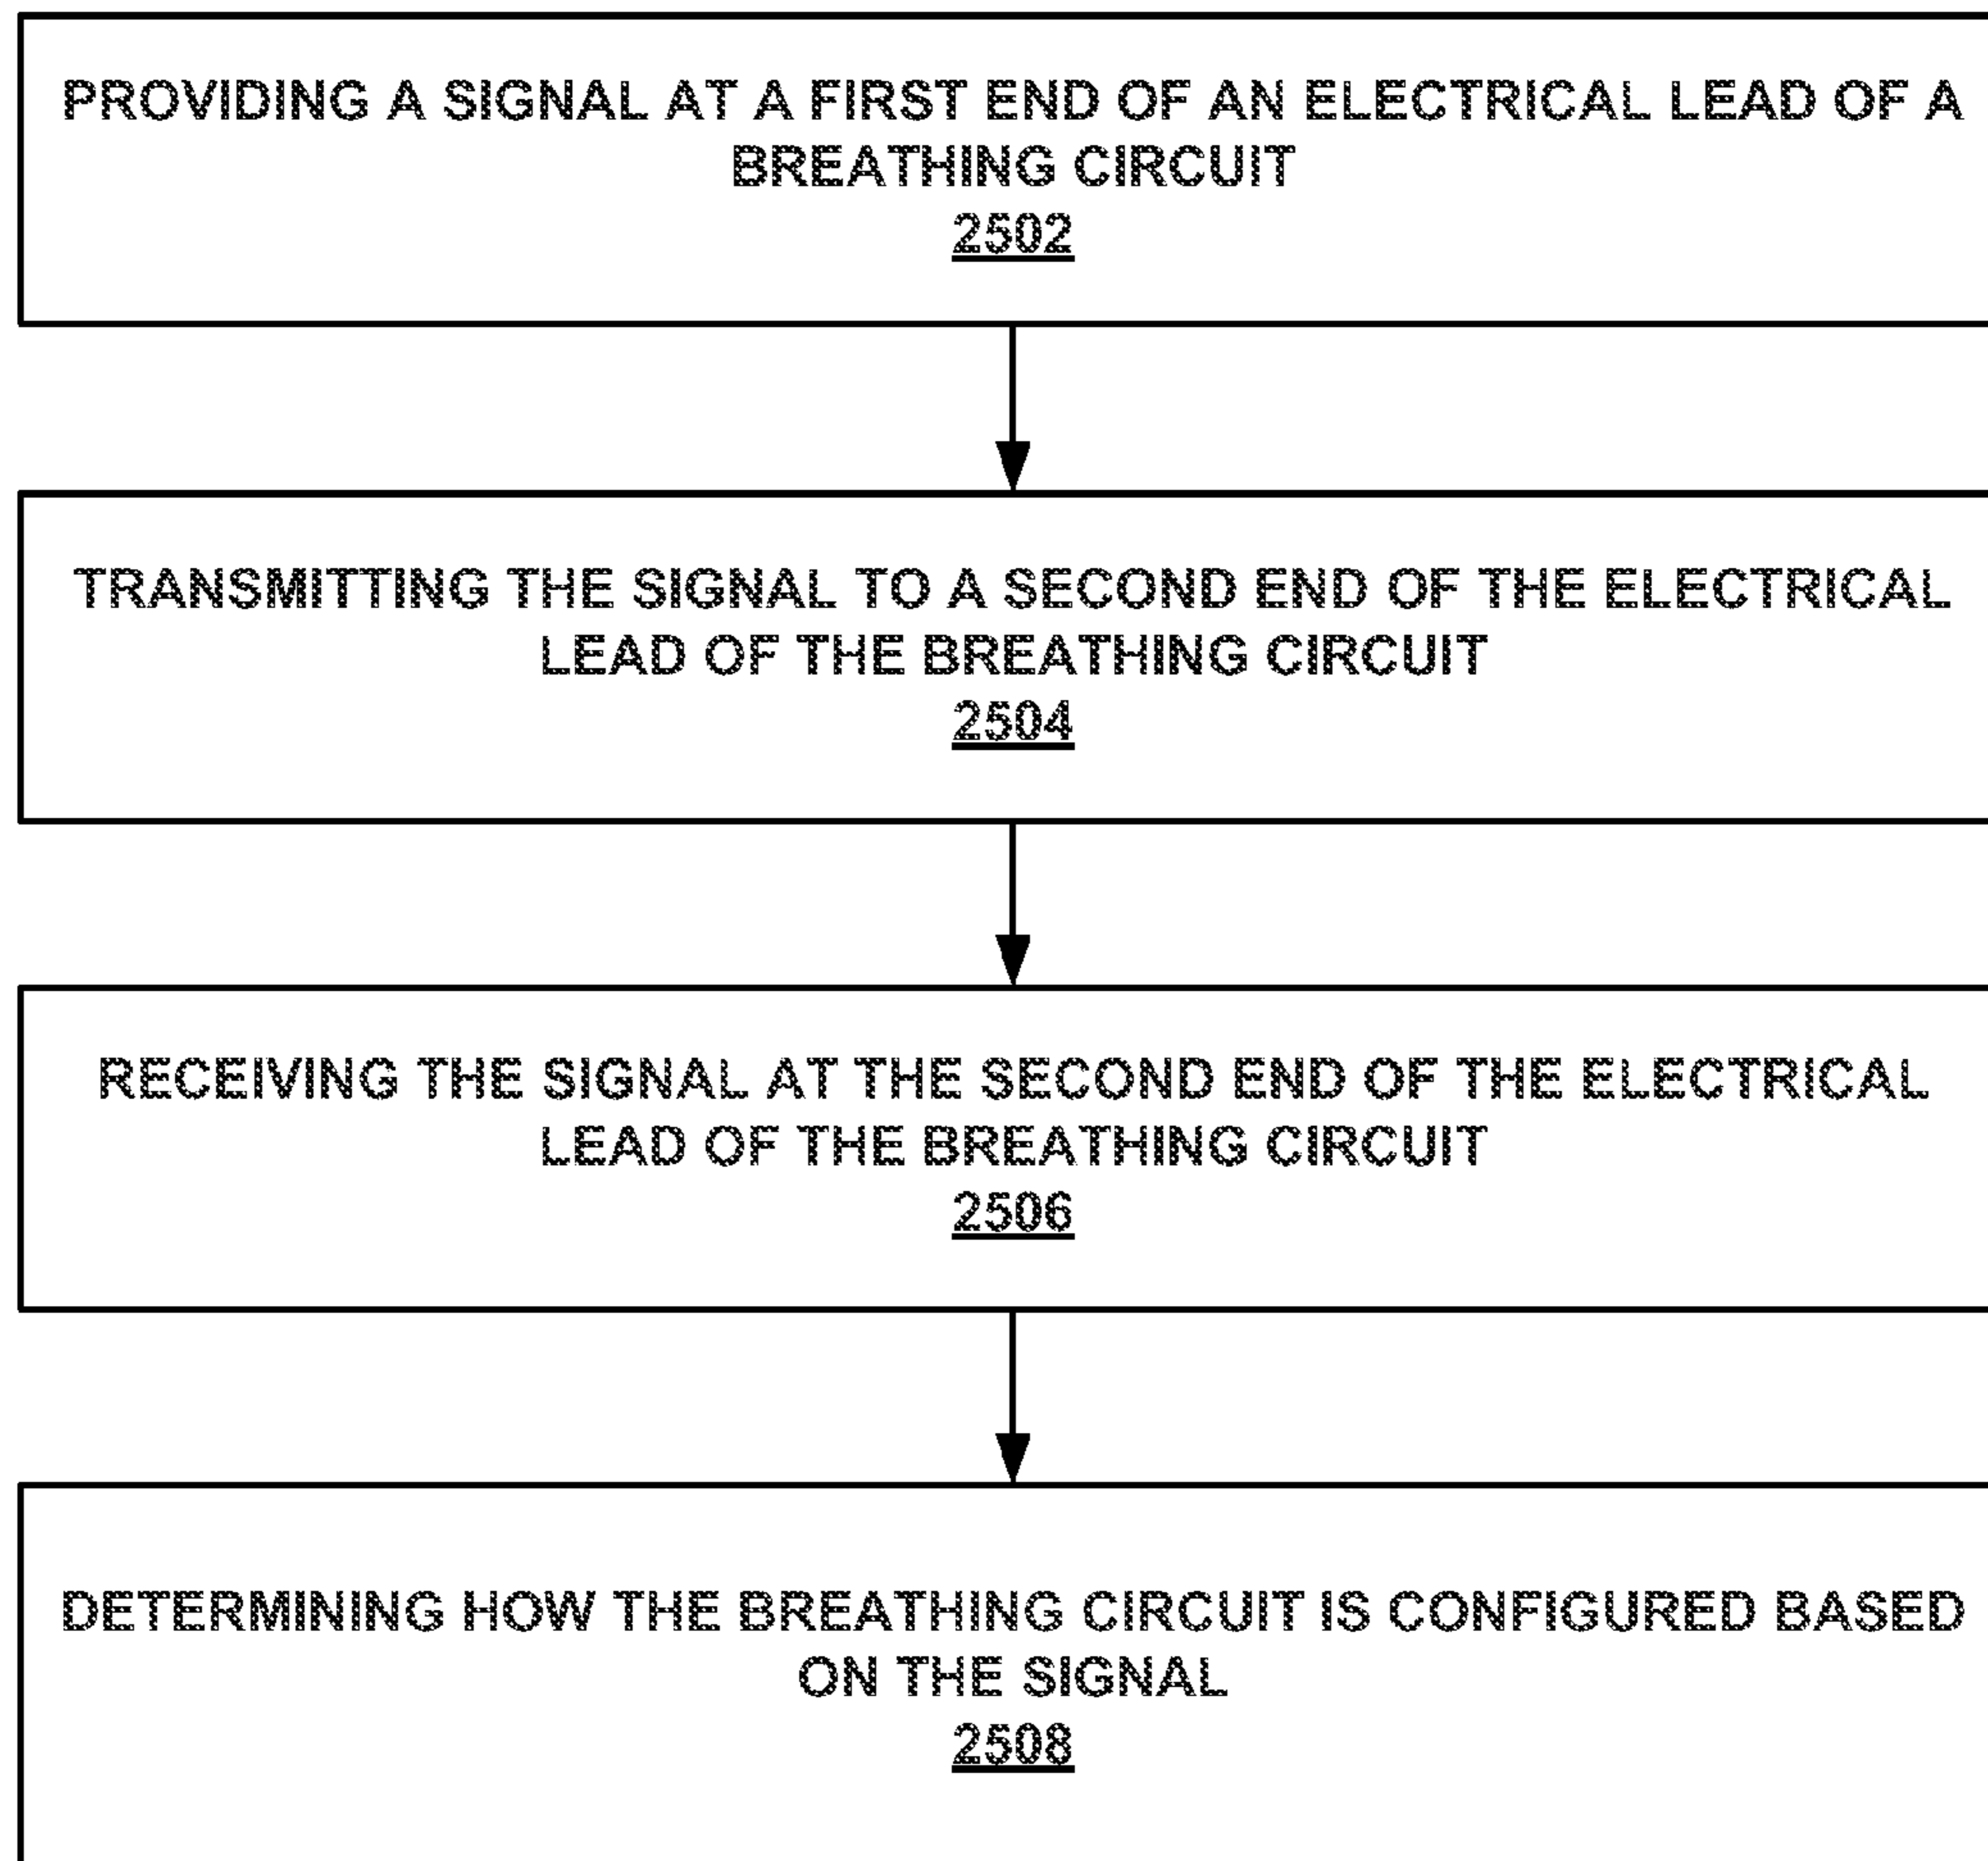 PROVIDING A SIGNAL AT A FIRST END OF AN ELECTRICAL LEAD OF A
BREATHING CIRCUIT
2502
TRANSMITTING THE SIGNAL TO A SECOND END OF THE ELECTRICAL
LEAD OF THE BREATHING CIRCUIT
2504
RECEIVING THE SIGNAL AT THE SECOND END OF THE ELECTRICAL
LEAD OF THE BREATHING CIRCUIT
2506
DETERMINING HOW THE BREATHING CIRCUIT IS CONFIGURED BASED
ON THE SIGNAL
2508